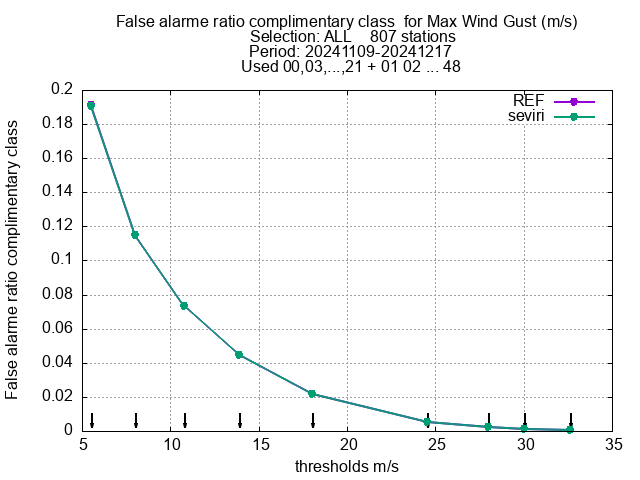 False alarme ratio complimentary class  for Max Wind Gust (m/s)
Selection: ALL    807 stations
Period: 20241109-20241217
Used 00,03,...,21 + 01 02 ... 48
REF
seviri
False alarme ratio complimentary class
0.2
0.18
0.16
0.14
0.12
0.1
0.08
0.06
0.04
0.02
0
5 10 15 20 25 30 35
thresholds m/s